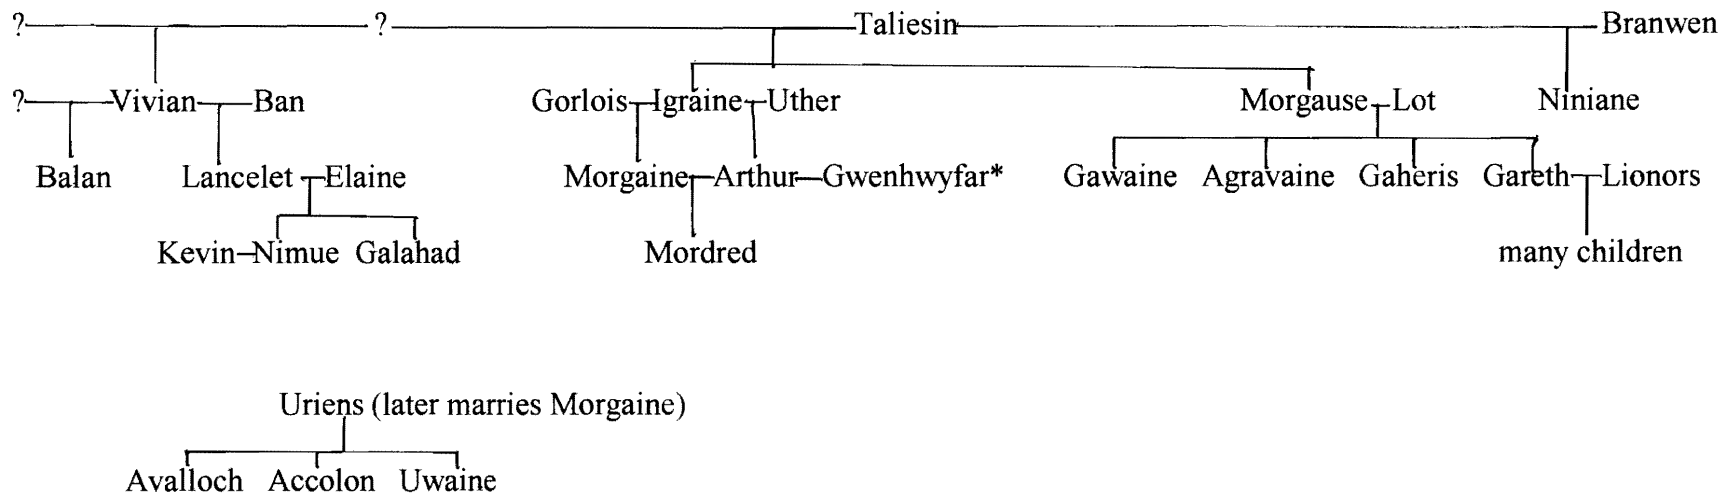 ? ? Taliesin Branwen
? Vivian Ban Gorlois Igraine Uther Morgause Lot Niniane
Balan Lancelet Elaine Morgaine Arthur Gwenhwyfar* Gawaine Agravaine Gaheris Gareth Lionors
Kevin Nimue Galahad Mordred many children
Uriens (later marries Morgaine)
Avalloch Accolon Uwaine